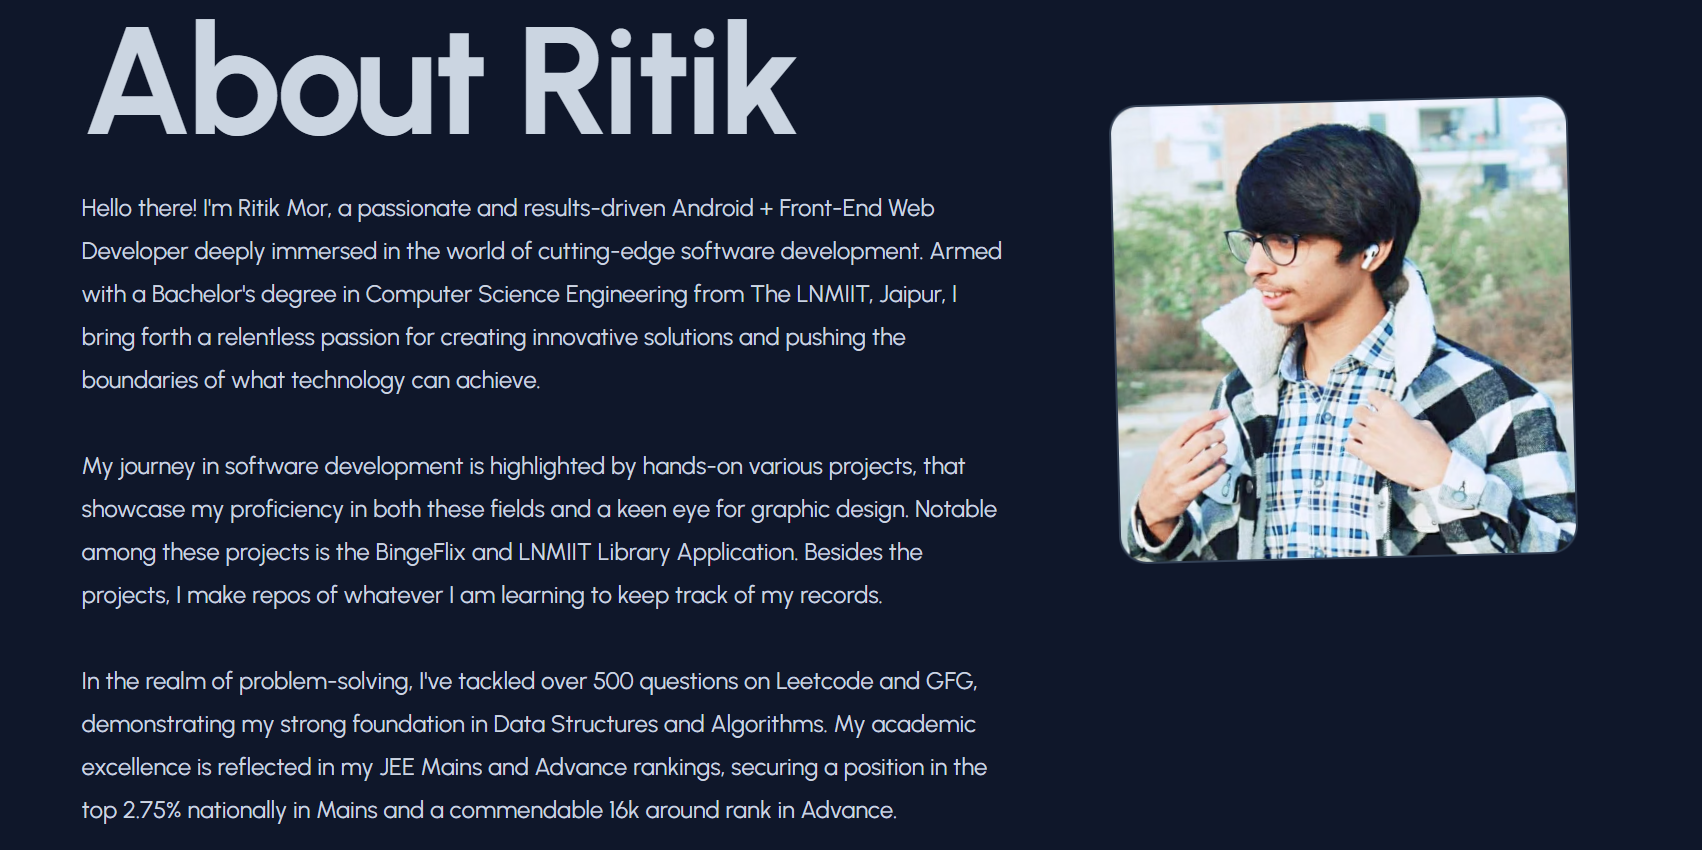 About Ritik
Hello there! I'm Ritik Mor, a passionate and results-driven Android + Front-End Web
Developer deeply immersed in the world of cutting-edge software development. Armed
with a Bachelor's degree in Computer Science Engineering from The LNMIIT, Jaipur, I
bring forth a relentless passion for creating innovative solutions and pushing the
boundaries of what technology can achieve.
My journey in software development is highlighted by hands-on various projects, that
showcase my proficiency in both these fields and a keen eye for graphic design. Notable
among these projects is the BingeFlix and LNMIIT Library Application. Besides the
projects, I make repos of whatever I am learning to keep track of my records.
In the realm of problem-solving, I've tackled over 500 questions on Leetcode and GFG,
demonstrating my strong foundation in Data Structures and Algorithms. My academic
excellence is reflected in my JEE Mains and Advance rankings, securing a position in the
top 2.75% nationally in Mains and a commendable 16k around rank in Advance.